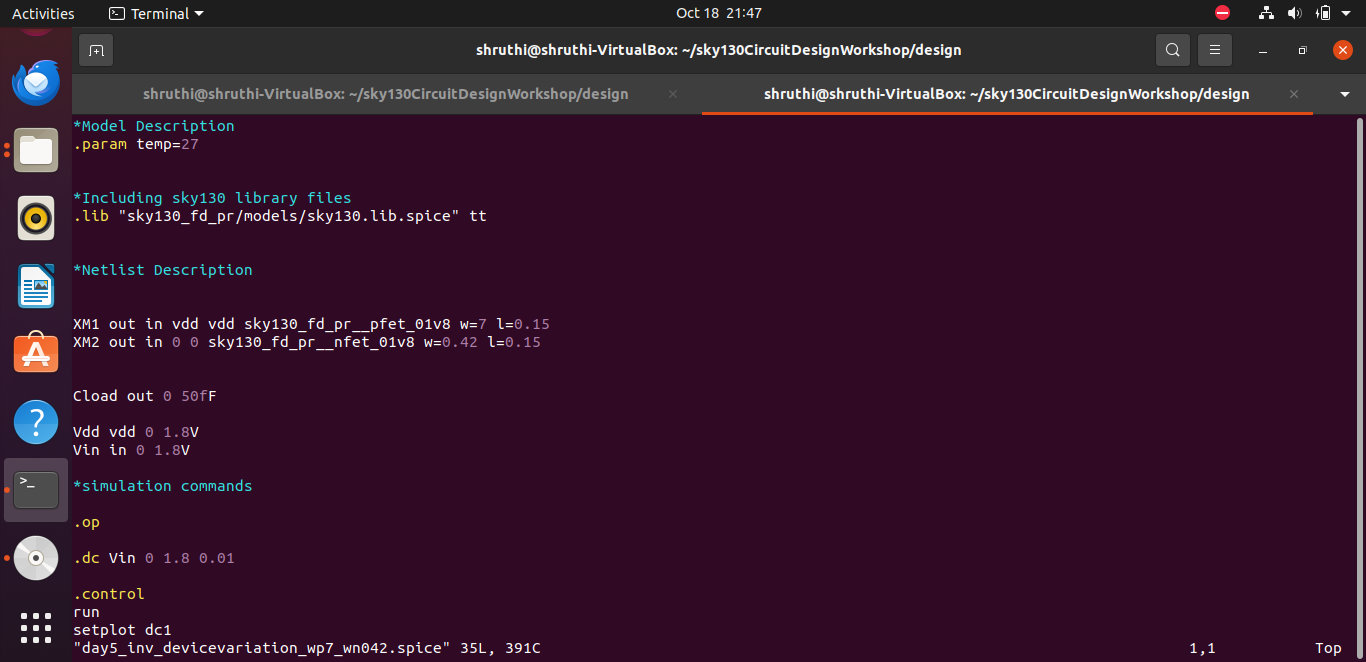 Activities Terminal Oct 18 21:47
shruthi@shruthi-VirtualBox: ~/sky130CircuitDesignWorkshop/design
shruthi@shruthi-VirtualBox: ~/sky130CircuitDesignWorkshop/design × shruthi@shruthi-VirtualBox: ~/sky130CircuitDesignWorkshop/design ×
*Model Description
.param temp=27
*Including sky130 library files
.lib "sky130_fd_pr/models/sky130.lib.spice" tt
*Netlist Description
XM1 out in vdd vdd sky130_fd_pr__pfet_01v8 w=7 l=0.15
XM2 out in 0 0 sky130_fd_pr__nfet_01v8 w=0.42 l=0.15
Cload out 0 50fF
Vdd vdd 0 1.8V
Vin in 0 1.8V
*simulation commands
.op
.dc Vin 0 1.8 0.01
.control
run
setplot dc1
"day5_inv_devicevariation_wp7_wn042.spice" 35L, 391C 1,1 Top